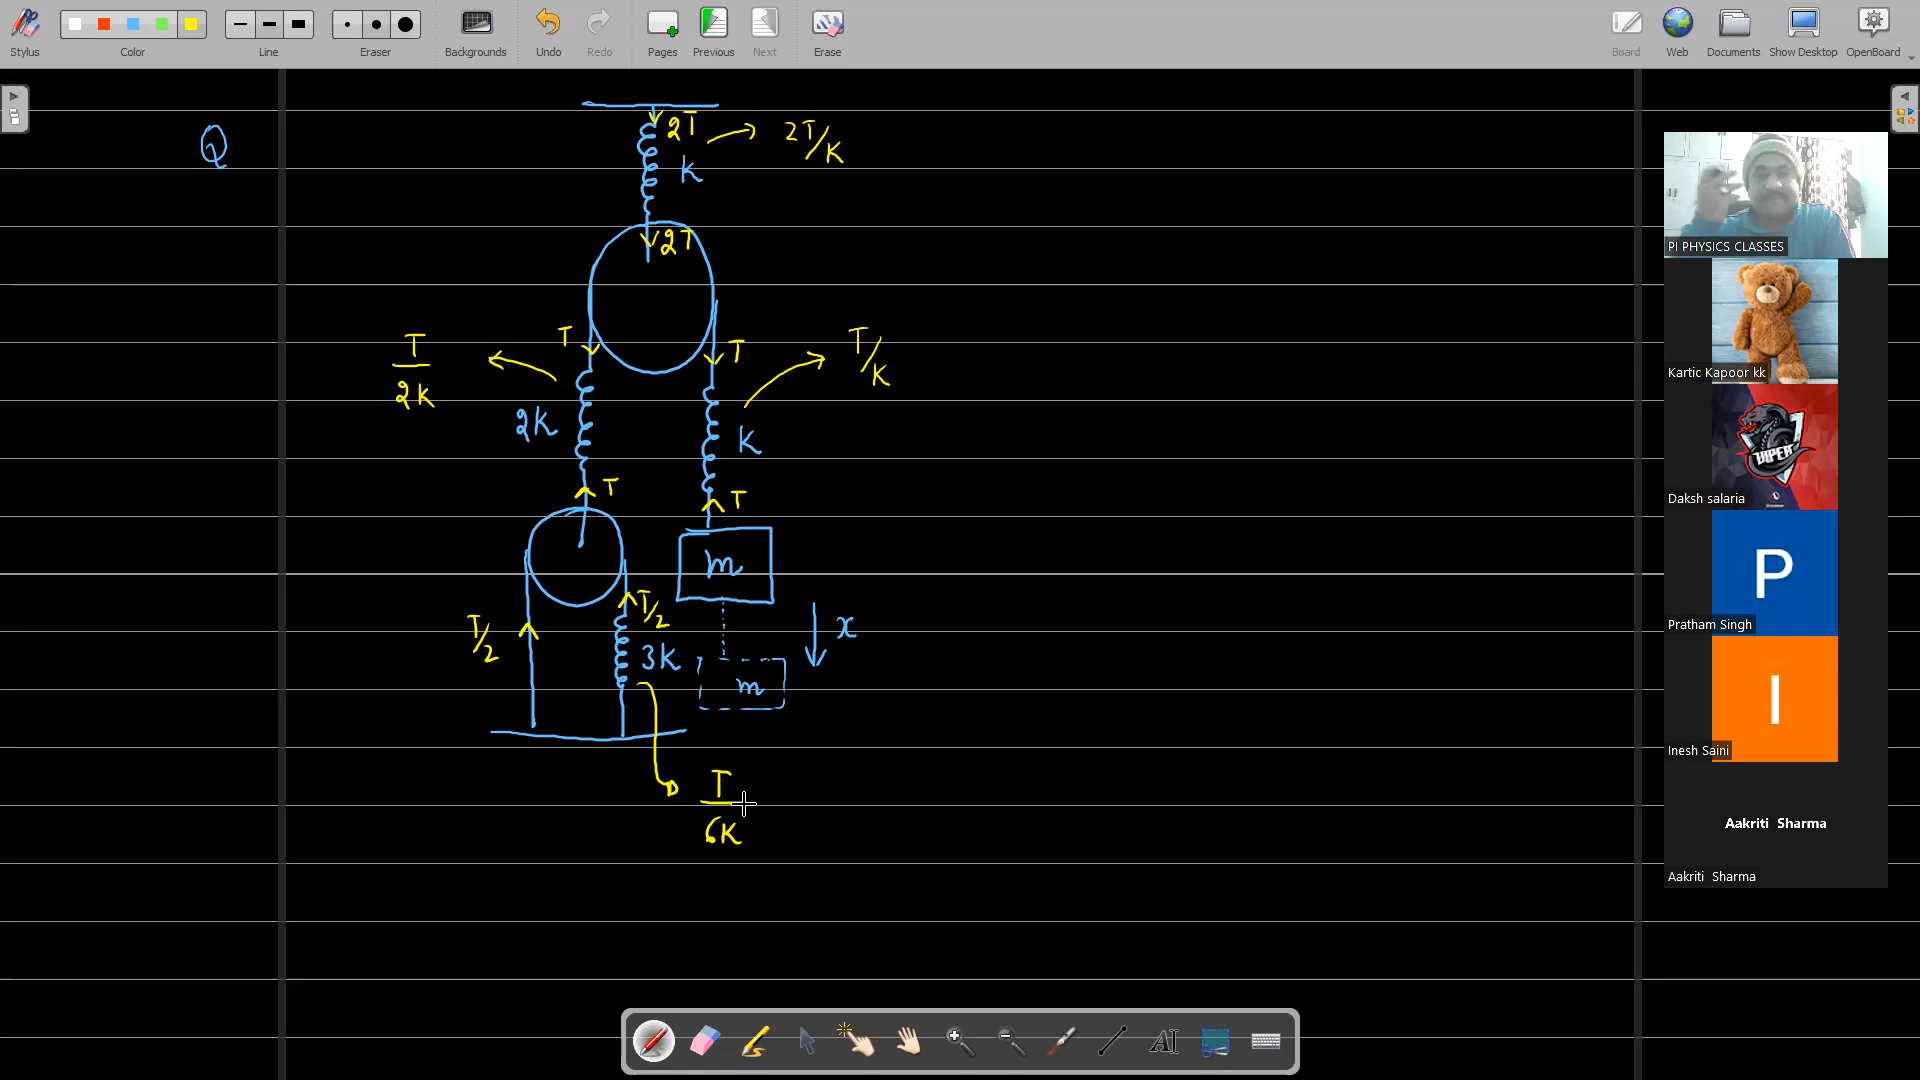 Stylus Color Line Eraser Backgrounds Undo Redo Pages Previous Next Erase Board Web Documents Show Desktop OpenBoard
Q
2T
2T/K
K
2T
T
T
T/2K
T/K
2K
K
T
T
m
T/2
T/2
3K
x
m
T/6K
AI
PI PHYSICS CLASSES
Kartic Kapoor kk
VIPER
Daksh salaria
P
Pratham Singh
I
Inesh Saini
Aakriti Sharma
Aakriti Sharma